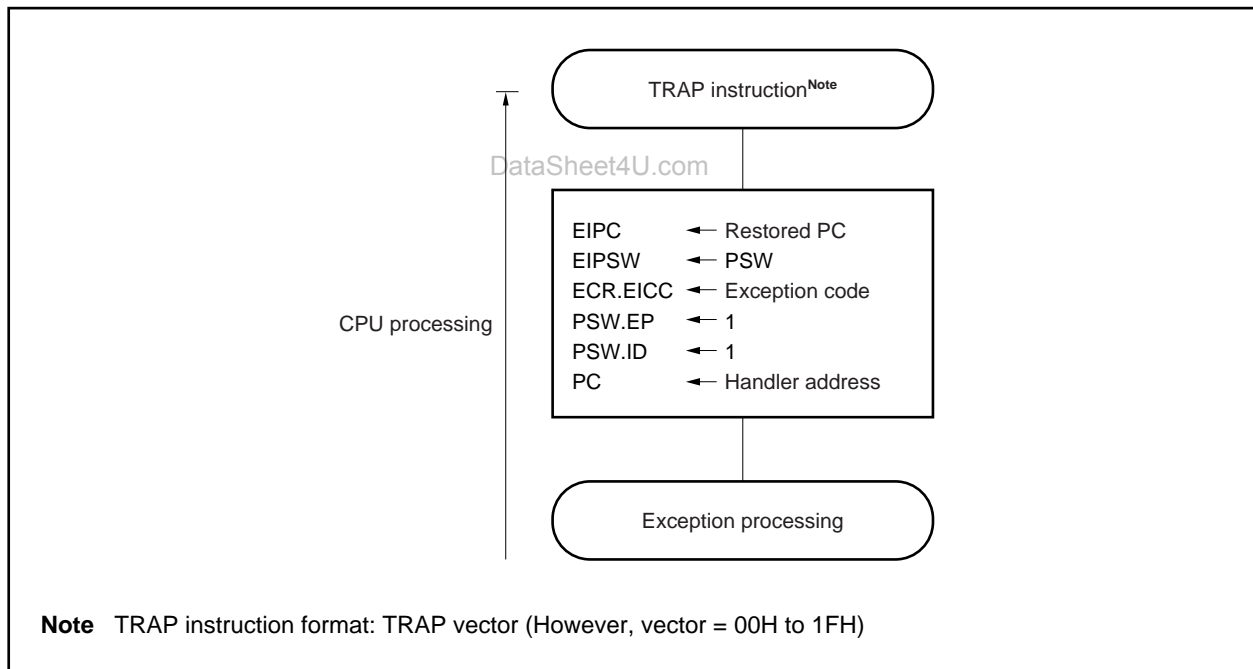 TRAP instructionNote
DataSheet4U.com
EIPC ← Restored PC
EIPSW ← PSW
ECR.EICC ← Exception code
PSW.EP ← 1
PSW.ID ← 1
PC ← Handler address
CPU processing
Exception processing
Note TRAP instruction format: TRAP vector (However, vector = 00H to 1FH)